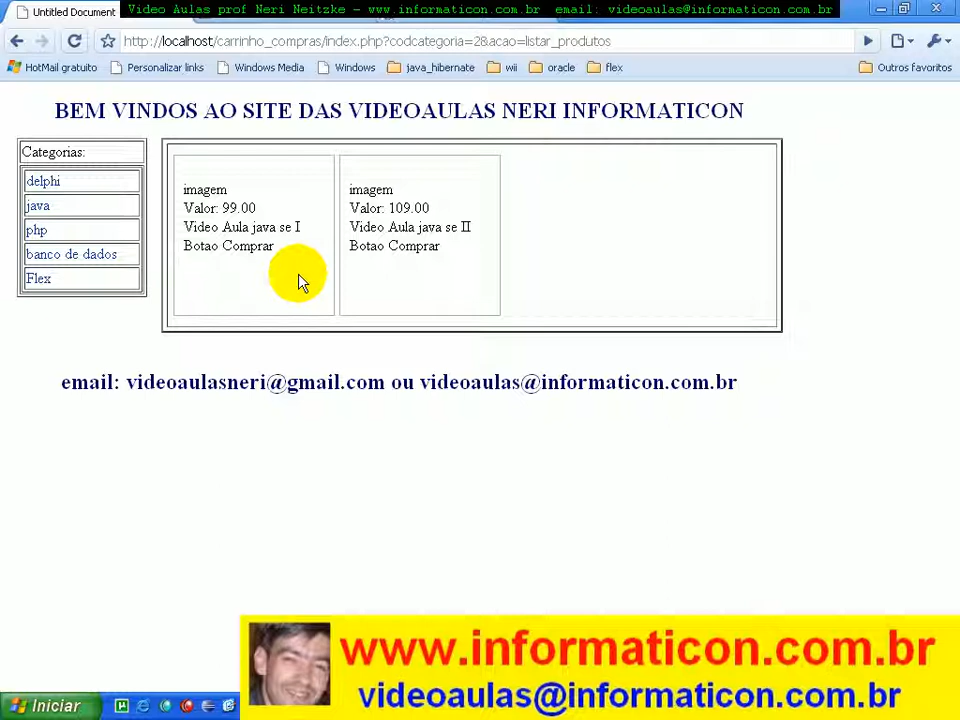 Video Aulas prof Neri Neitzke - www.informaticon.com.br email: videoaulas@informaticon.com.br
Untitled Document
http://localhost/carrinho_compras/index.php?codcategoria=2&acao=listar_produtos
HotMail gratuito Personalizar links Windows Media Windows java_hibernate wii oracle flex Outros favoritos
BEM VINDOS AO SITE DAS VIDEOAULAS NERI INFORMATICON
Categorias:
delphi
java
php
banco de dados
Flex
imagem
Valor: 99.00
Video Aula java se I
Botao Comprar
imagem
Valor: 109.00
Video Aula java se II
Botao Comprar
email: videoaulasneri@gmail.com ou videoaulas@informaticon.com.br
www.informaticon.com.br
videoaulas@informaticon.com.br
Iniciar